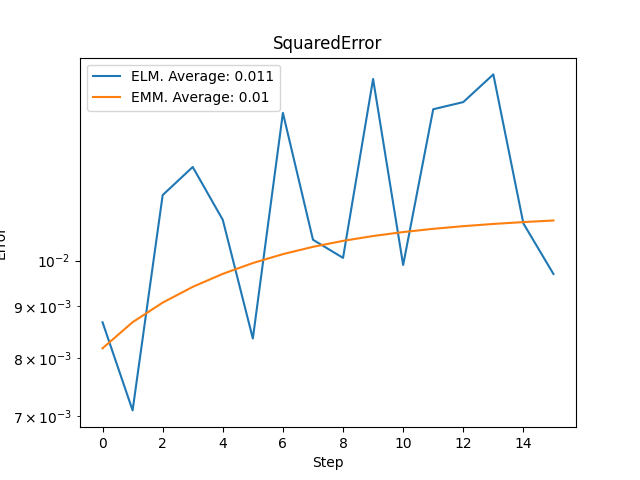 SquaredError
ELM. Average: 0.011
EMM. Average: 0.01
Error
10⁻²
9 × 10⁻³
8 × 10⁻³
7 × 10⁻³
0 2 4 6 8 10 12 14
Step